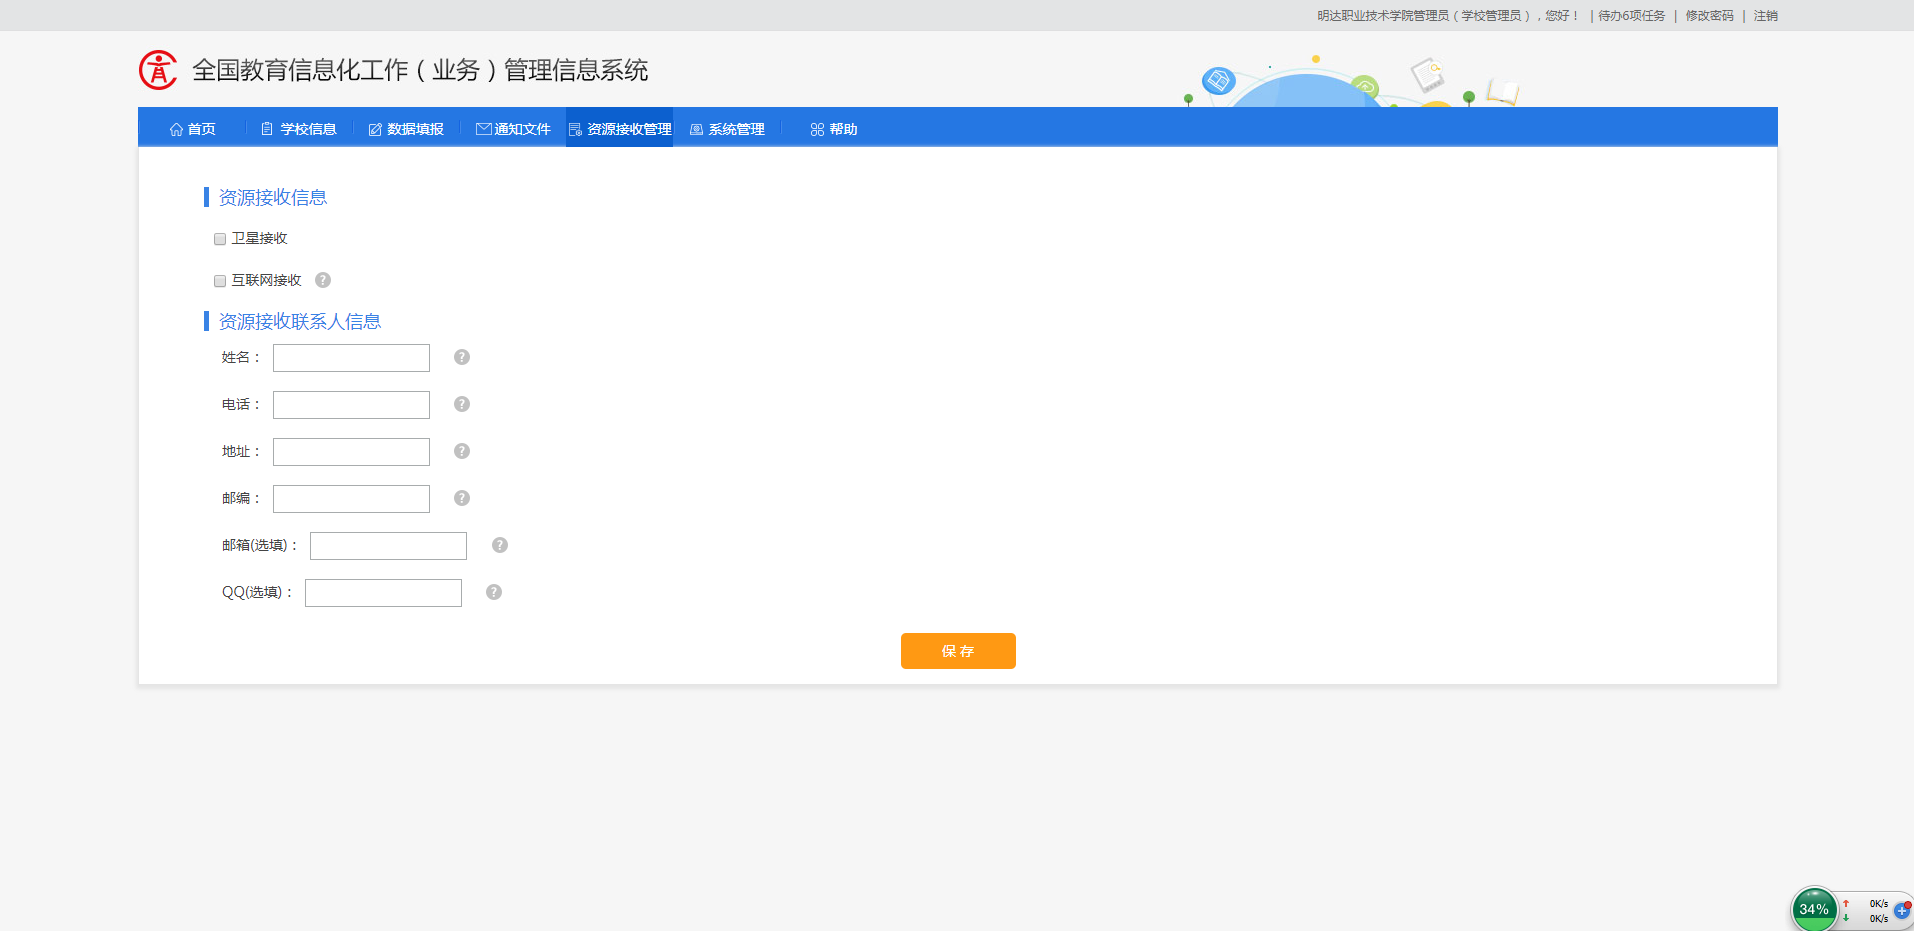 明达职业技术学院管理员（学校管理员），您好！ | 待办6项任务 | 修改密码 | 注销
全国教育信息化工作（业务）管理信息系统
首页 学校信息 数据填报 通知文件 资源接收管理 系统管理 帮助
资源接收信息
卫星接收
互联网接收 ?
资源接收联系人信息
姓名： ?
电话： ?
地址： ?
邮编： ?
邮箱(选填)： ?
QQ(选填)： ?
保 存
34% 0K/s
0K/s